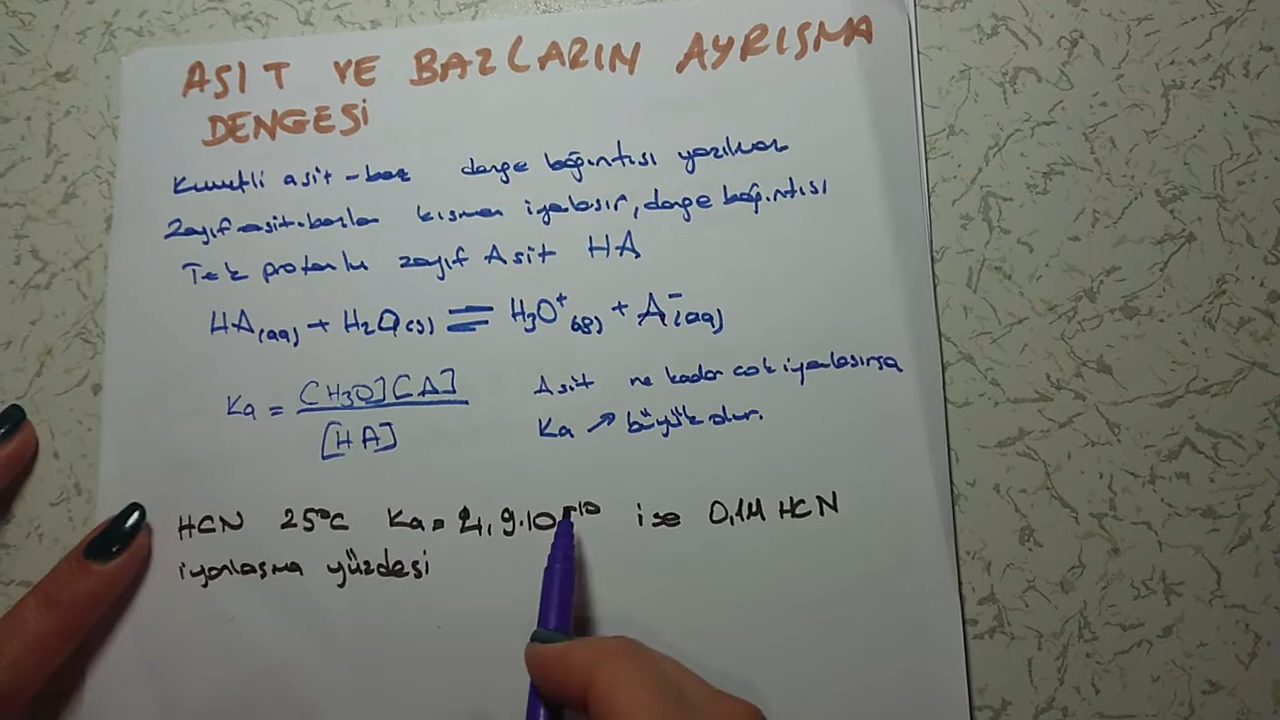 ASİT VE BAZLARIN AYRIŞMA
DENGESİ
Kuvvetli asit-baz denge bağıntısı yazılmaz
Zayıf asit-bazlar kısmen iyonlaşır, denge bağıntısı
Tek protonlu zayıf Asit HA
HA(aq) + H2O(s) ⇌ H3O+ + A-(aq)
Ka = [H3O][A]
[HA]
Asit ne kadar çok iyonlaşırsa
Ka ↗ büyük olur.
HCN 25°C Ka = 4,9.10-10 ise 0,1M HCN
iyonlaşma yüzdesi